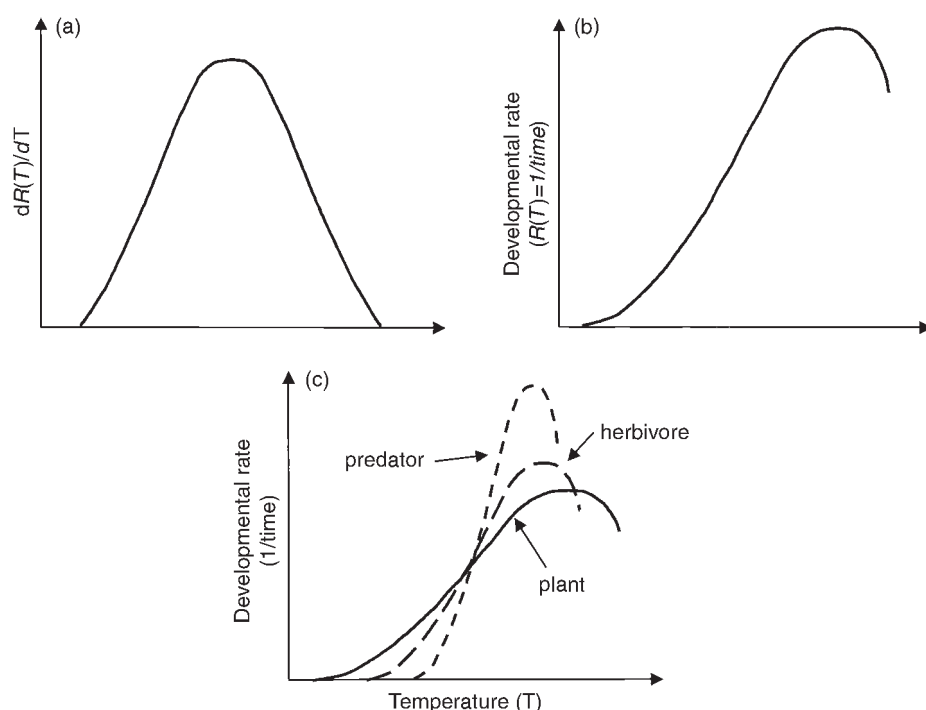 (a)
dR(T)/dT
(b)
Developmental rate
(R(T) = 1/time)
(c)
predator
herbivore
plant
Developmental rate
(1/time)
Temperature (T)